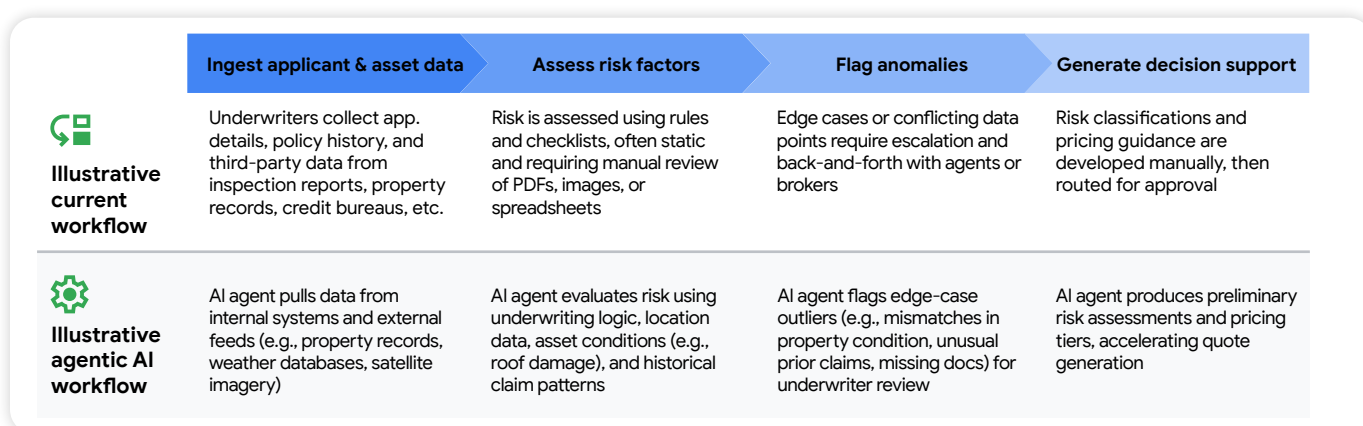 Ingest applicant & asset data
Assess risk factors
Flag anomalies
Generate decision support
Illustrative
current
workflow
Underwriters collect app.
details, policy history, and
third-party data from
inspection reports, property
records, credit bureaus, etc.
Risk is assessed using rules
and checklists, often static
and requiring manual review
of PDFs, images, or
spreadsheets
Edge cases or conflicting data
points require escalation and
back-and-forth with agents or
brokers
Risk classifications and
pricing guidance are
developed manually, then
routed for approval
Illustrative
agentic AI
workflow
AI agent pulls data from
internal systems and external
feeds (e.g., property records,
weather databases, satellite
imagery)
AI agent evaluates risk using
underwriting logic, location
data, asset conditions (e.g.,
roof damage), and historical
claim patterns
AI agent flags edge-case
outliers (e.g., mismatches in
property condition, unusual
prior claims, missing docs) for
underwriter review
AI agent produces preliminary
risk assessments and pricing
tiers, accelerating quote
generation